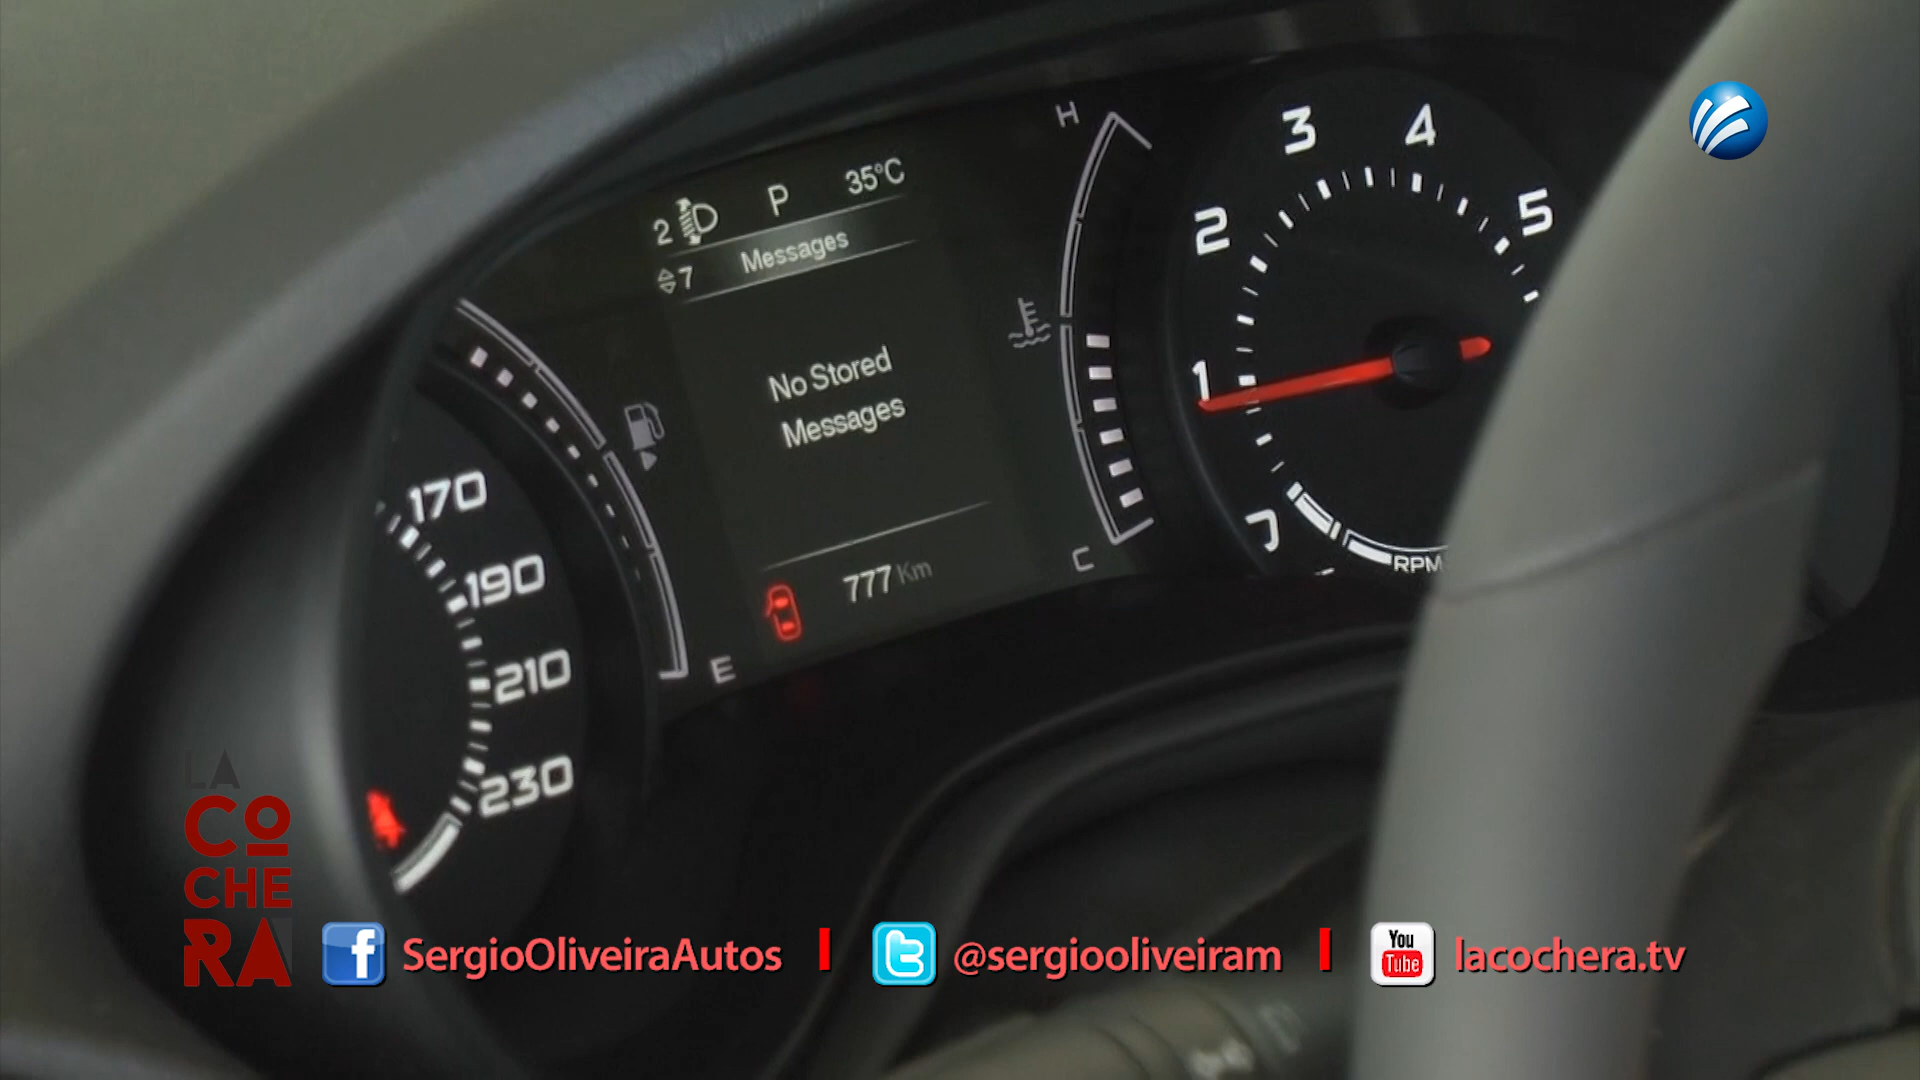 H
3
4
2 P 35°C
2
5
7 Messages
No Stored
Messages
1
170
190
7
RPM
C
777 Km
210
E
230
LA
CO
CHE
RA
SergioOliveiraAutos
@sergiooliveiram
You
Tube
lacochera.tv